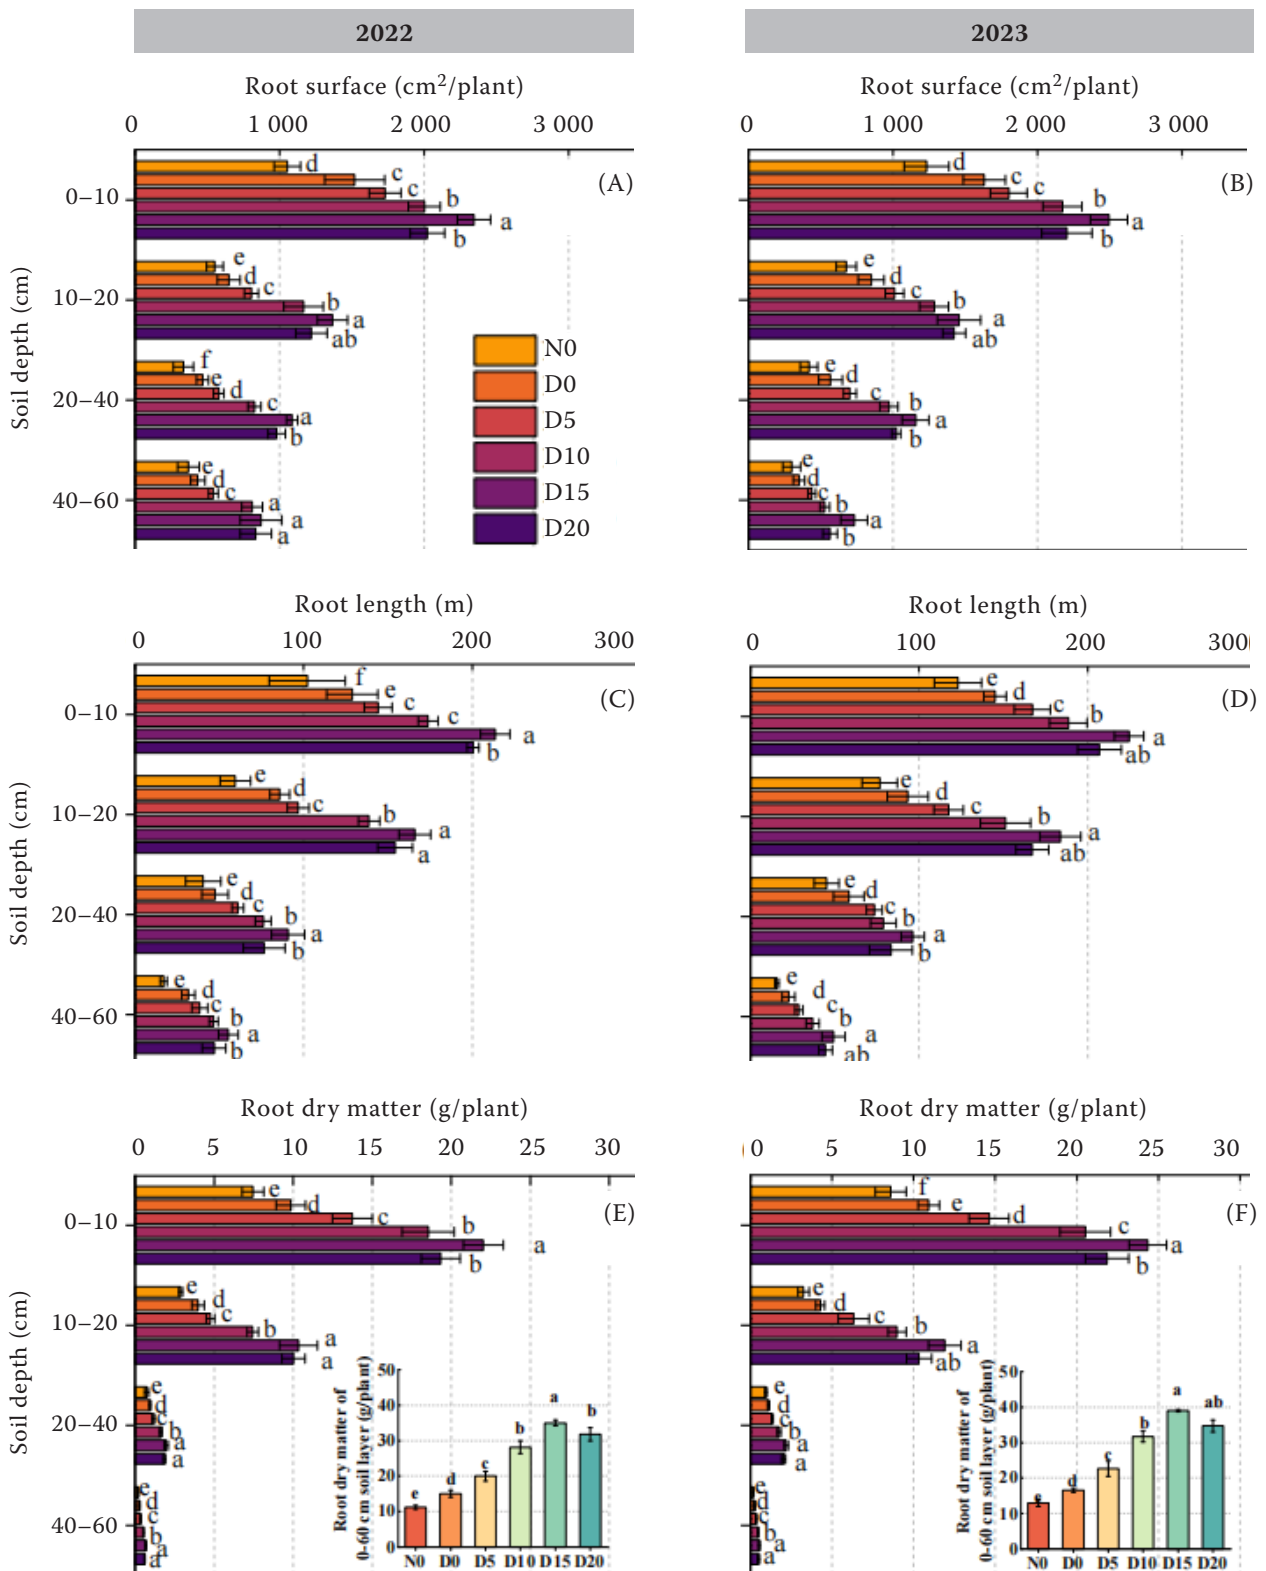 2022
2023
Root surface (cm²/plant)
Root surface (cm²/plant)
0 1 000 2 000 3 000
0 1 000 2 000 3 000
Soil depth (cm)
0–10
d
c
c
b
a
b
(A)
10–20
e
d
c
b
a
ab
20–40
f
e
d
c
a
b
40–60
e
d
c
a
a
a
N0
D0
D5
D10
D15
D20
d
c
c
b
a
b
(B)
e
d
c
b
a
ab
e
d
c
b
a
b
e
d
c
b
a
b
Root length (m)
Root length (m)
0 100 200 300
0 100 200 300
Soil depth (cm)
0–10
f
e
c
c
a
b
(C)
10–20
e
d
c
b
a
a
20–40
e
d
c
b
a
b
40–60
e
d
c
b
a
b
e
d
c
b
a
ab
(D)
e
d
c
b
a
ab
e
d
c
b
a
b
e
d
c
b
a
ab
Root dry matter (g/plant)
Root dry matter (g/plant)
0 5 10 15 20 25 30
0 5 10 15 20 25 30
Soil depth (cm)
0–10
e
d
c
b
a
b
(E)
10–20
e
d
c
b
a
a
20–40
e
d
c
b
a
a
40–60
e
d
c
b
a
a
Root dry matter of
0-60 cm soil layer (g/plant)
50
40
30
20
10
0
e
d
c
b
a
b
N0 D0 D5 D10 D15 D20
f
e
d
c
a
b
(F)
e
d
c
b
a
ab
e
d
c
b
a
a
e
d
c
b
a
a
Root dry matter of
0-60 cm soil layer (g/plant)
50
40
30
20
10
0
e
d
c
b
a
ab
N0 D0 D5 D10 D15 D20